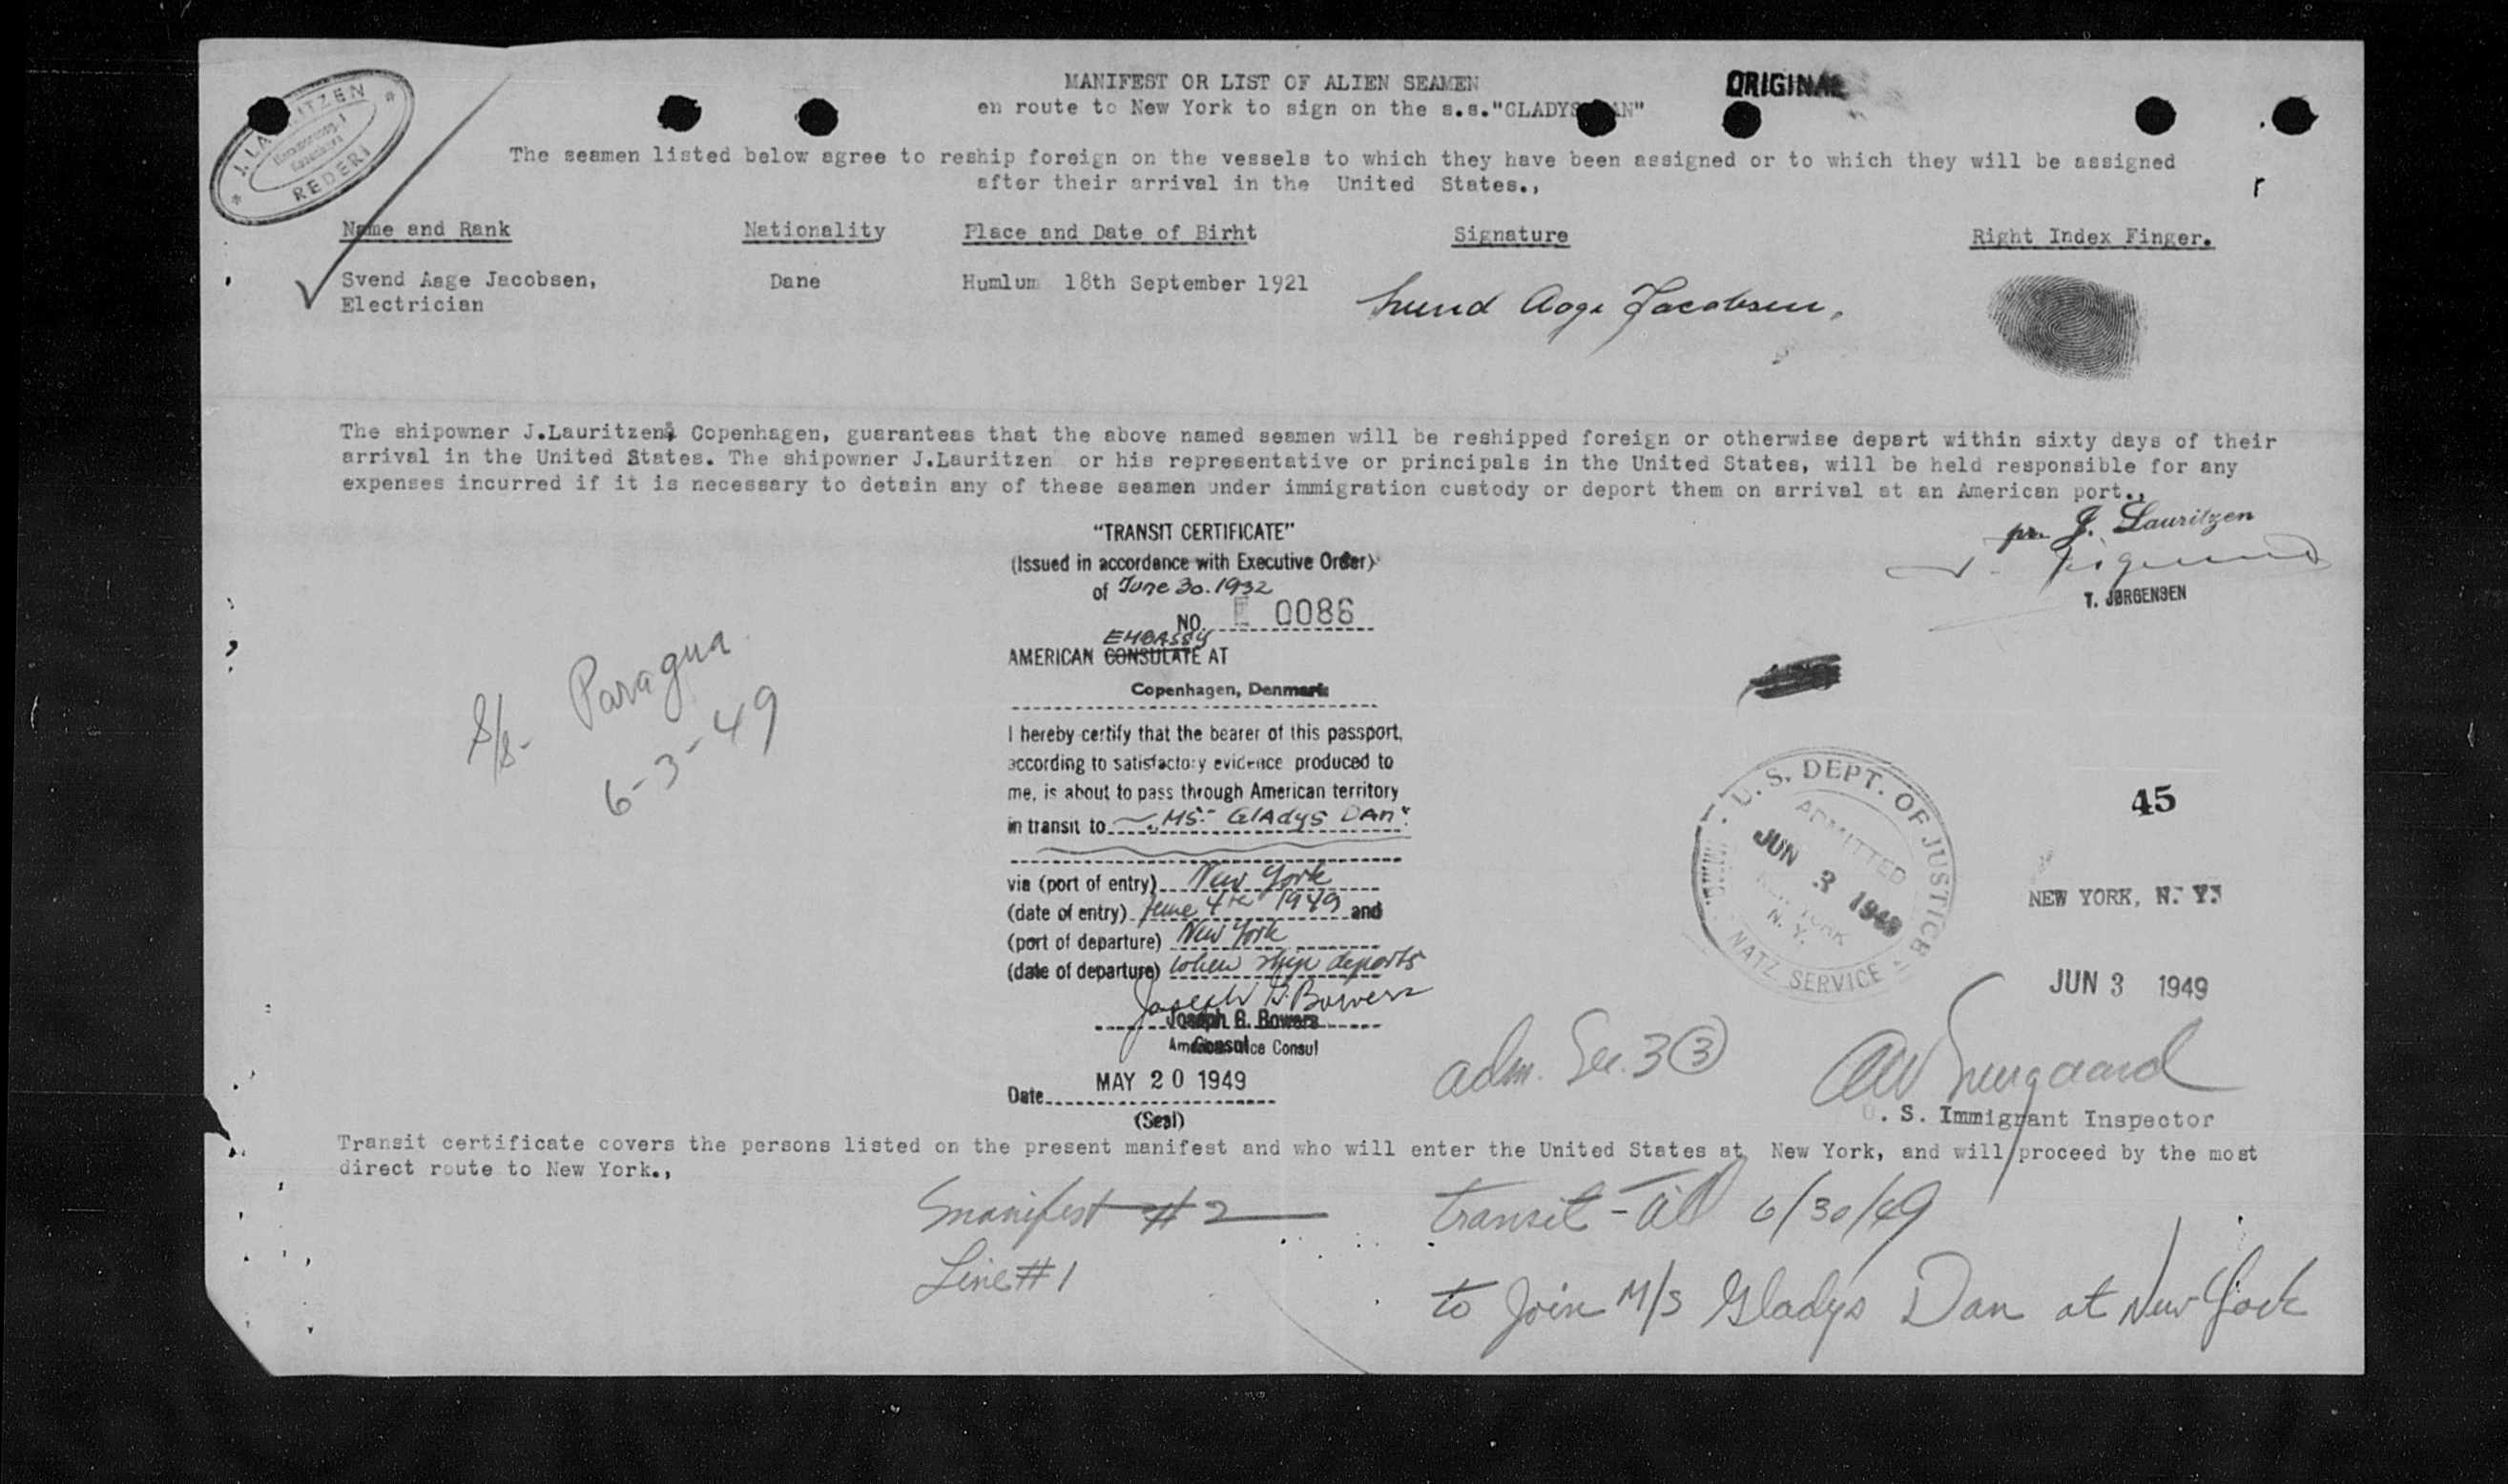 MANIFEST OR LIST OF ALIEN SEAMEN
ORIGINAL
en route to New York to sign on the s.s."GLADYS DAN"
J. LAURITZEN
REDERI
The seamen listed below agree to reship foreign on the vessels to which they have been assigned or to which they will be assigned
after their arrival in the United States.,
Name and Rank Nationality Place and Date of Birht Signature Right Index Finger.
Svend Aage Jacobsen, Dane Humlum 18th September 1921 Svend Aage Jacobsen,
Electrician
The shipowner J.Lauritzen, Copenhagen, guarantees that the above named seamen will be reshipped foreign or otherwise depart within sixty days of their
arrival in the United States. The shipowner J.Lauritzen or his representative or principals in the United States, will be held responsible for any
expenses incurred if it is necessary to detain any of these seamen under immigration custody or deport them on arrival at an American port.,
pr. J. Lauritzen
T. JØRGENSEN
"TRANSIT CERTIFICATE"
(Issued in accordance with Executive Order)
of June 30. 1932
NO. E 0086
EMBASSY
AMERICAN CONSULATE AT
Copenhagen, Denmark
I hereby certify that the bearer of this passport,
according to satisfactory evidence produced to
me, is about to pass through American territory
in transit to "MS. GlAdys DAn"
via (port of entry) New York
(date of entry) June 4th 1949 and
(port of departure) New York
(date of departure) when ship departs
Joseph G. Bowers
Joseph G. Bowers
Consul
American Vice Consul
Date MAY 20 1949
(Seal)
S/S- Paragua
6-3-49
U. S. DEPT. OF JUSTICE
ADMITTED
JUN 3 1949
NEW YORK
N. Y.
NATZ SERVICE
45
NEW YORK, N. Y.
JUN 3 1949
adm. Sec. 3 (3)
U. S. Immigrant Inspector
Transit certificate covers the persons listed on the present manifest and who will enter the United States at New York, and will proceed by the most
direct route to New York.,
Manifest # 2
Line # 1
transit - till 6/30/49
to Join M/S Gladys Dan at New York